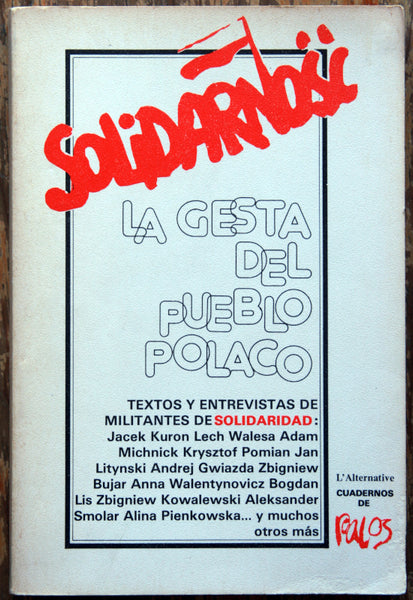 SOLIDARNOŚĆ
LA GESTA
DEL
PUEBLO
POLACO
TEXTOS Y ENTREVISTAS DE
MILITANTES DE SOLIDARIDAD:
Jacek Kuron Lech Walesa Adam
Michnick Krysztof Pomian Jan
Litynski Andrej Gwiazda Zbigniew
Bujar Anna Walentynovicz Bogdan
Lis Zbigniew Kowalewski Aleksander
Smolar Alina Pienkowska... y muchos
otros más
L'Alternative
CUADERNOS
DE